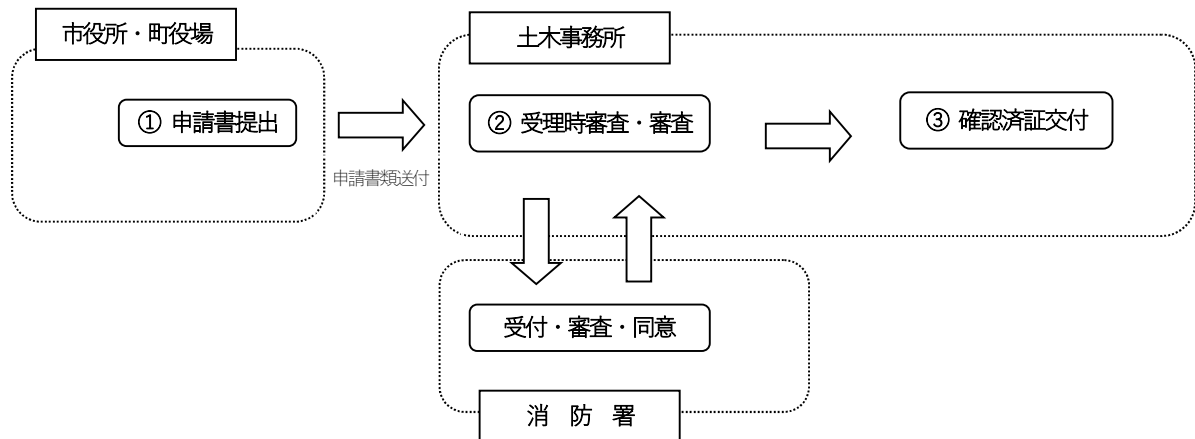 市役所・町役場
① 申請書提出
申請書類送付
土木事務所
② 受理時審査・審査
③ 確認済証交付
受付・審査・同意
消　防　署